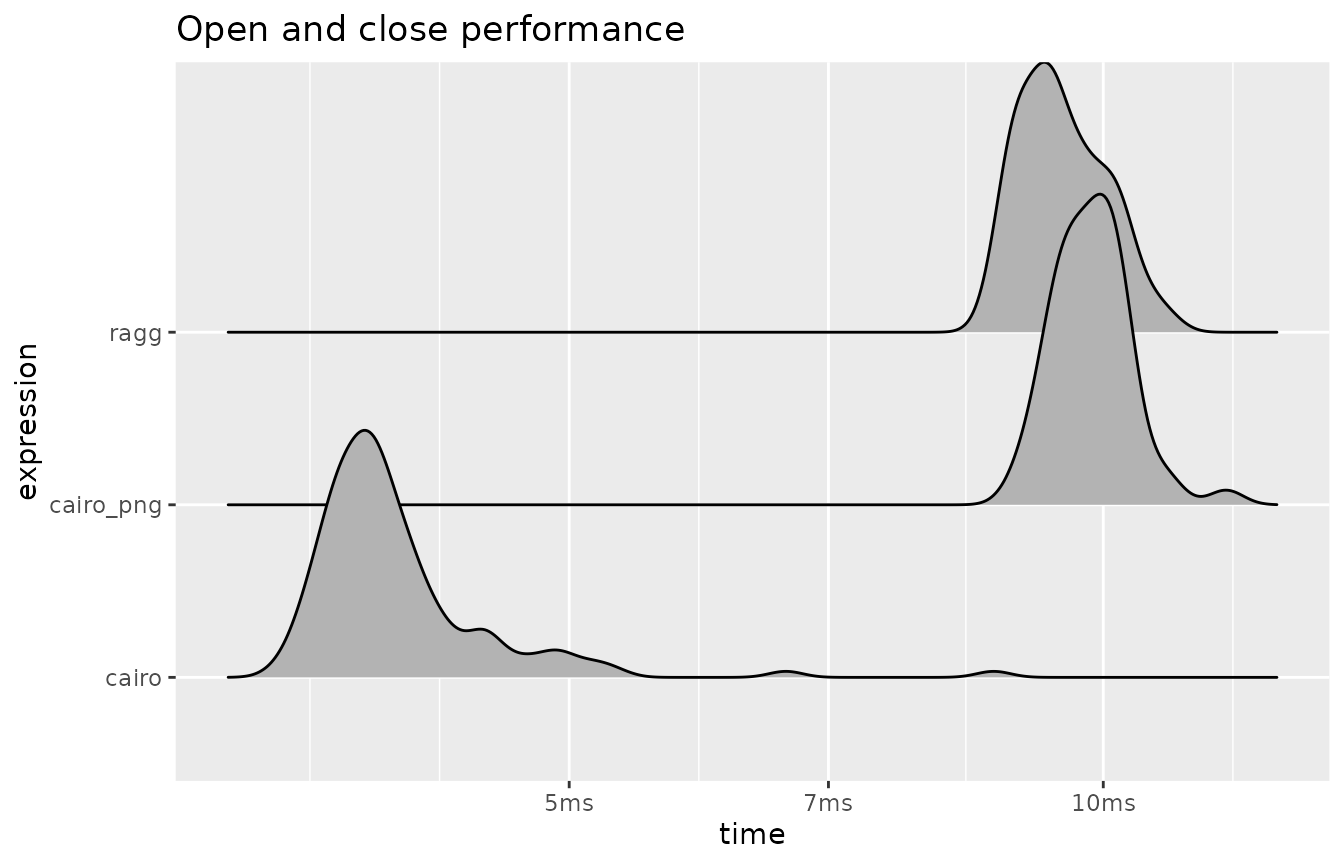 Open and close performance
expression
ragg
cairo_png
cairo
5ms
7ms
10ms
time